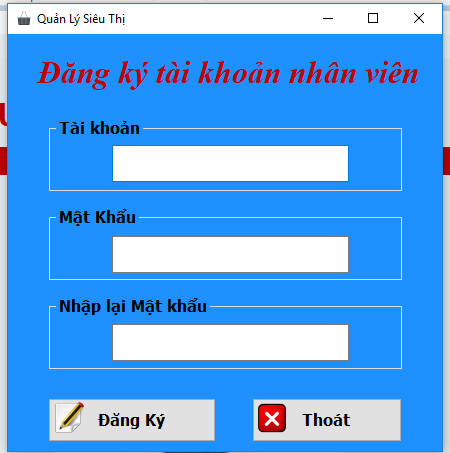 Quản Lý Siêu Thị
Đăng ký tài khoản nhân viên
Tài khoản
Mật Khẩu
Nhập lại Mật khẩu
Đăng Ký
Thoát